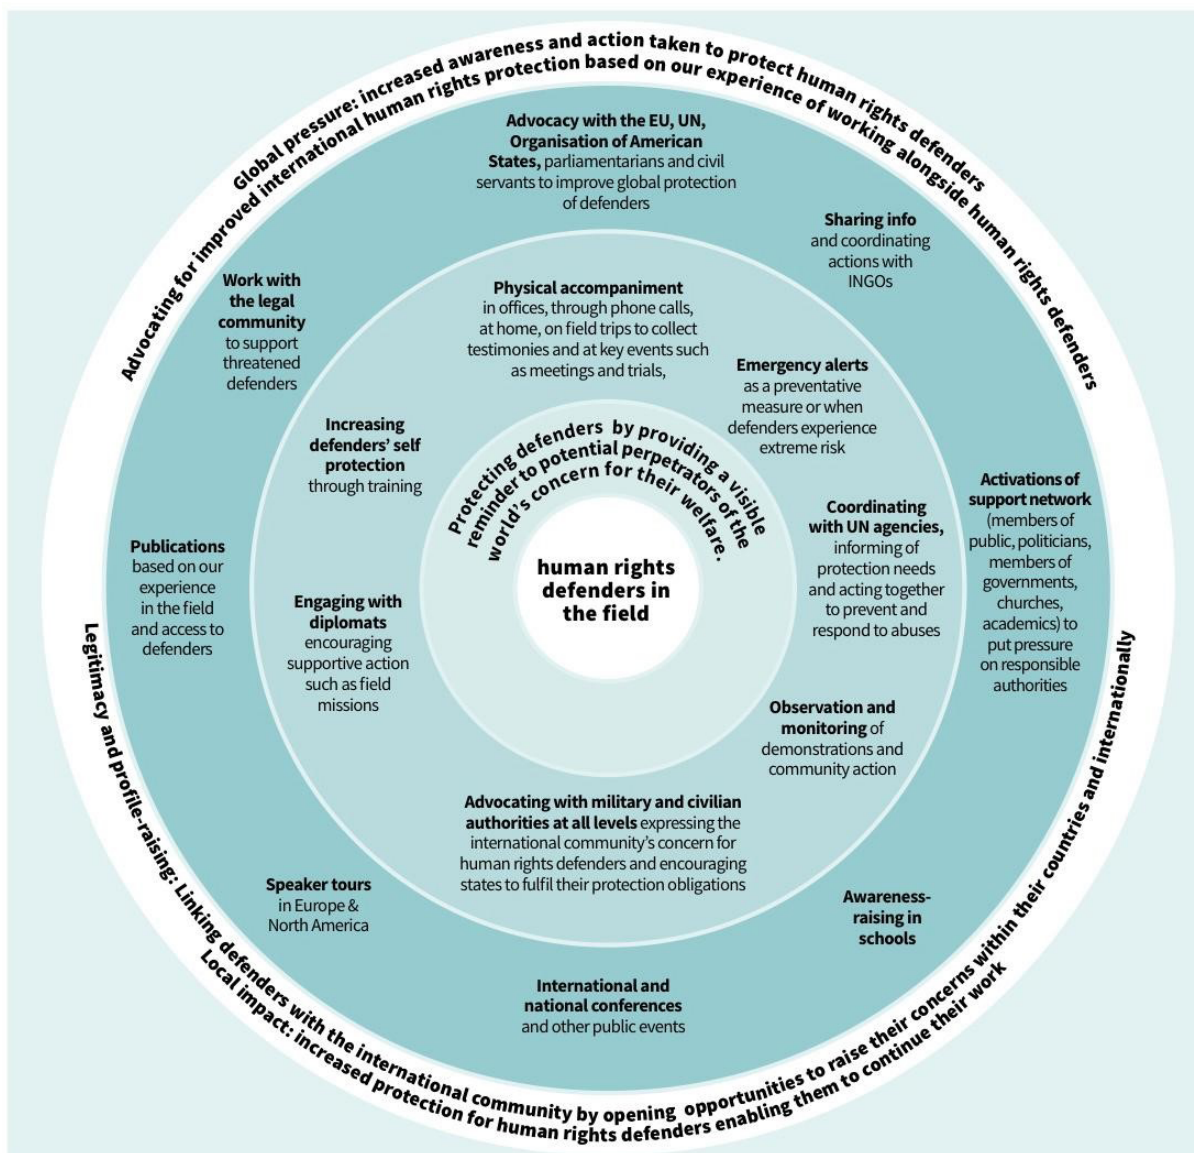 Global pressure: increased awareness and action taken to protect human rights defenders
Advocating for improved international human rights protection based on our experience of working alongside human rights defenders
Advocacy with the EU, UN,
Organisation of American
States, parliamentarians and civil
servants to improve global protection
of defenders
Sharing info
and coordinating
actions with
INGOs
Work with
the legal
community
to support
threatened
defenders
Physical accompaniment
in offices, through phone calls,
at home, on field trips to collect
testimonies and at key events such
as meetings and trials,
Emergency alerts
as a preventative
measure or when
defenders experience
extreme risk
Increasing
defenders’ self
protection
through training
Protecting defenders by providing a visible
reminder to potential perpetrators of the
world’s concern for their welfare.
human rights
defenders in
the field
Coordinating
with UN agencies,
informing of
protection needs
and acting together
to prevent and
respond to abuses
Activations of
support network
(members of
public, politicians,
members of
governments,
churches,
academics) to
put pressure
on responsible
authorities
Publications
based on our
experience
in the field
and access to
defenders
Engaging with
diplomats
encouraging
supportive action
such as field
missions
Observation and
monitoring of
demonstrations and
community action
Advocating with military and civilian
authorities at all levels expressing the
international community’s concern for
human rights defenders and encouraging
states to fulfil their protection obligations
Speaker tours
in Europe &
North America
Awareness-
raising in
schools
International and
national conferences
and other public events
Legitimacy and profile-raising: Linking defenders with the international community by opening opportunities to raise their concerns within their countries and internationally
Local impact: increased protection for human rights defenders enabling them to continue their work